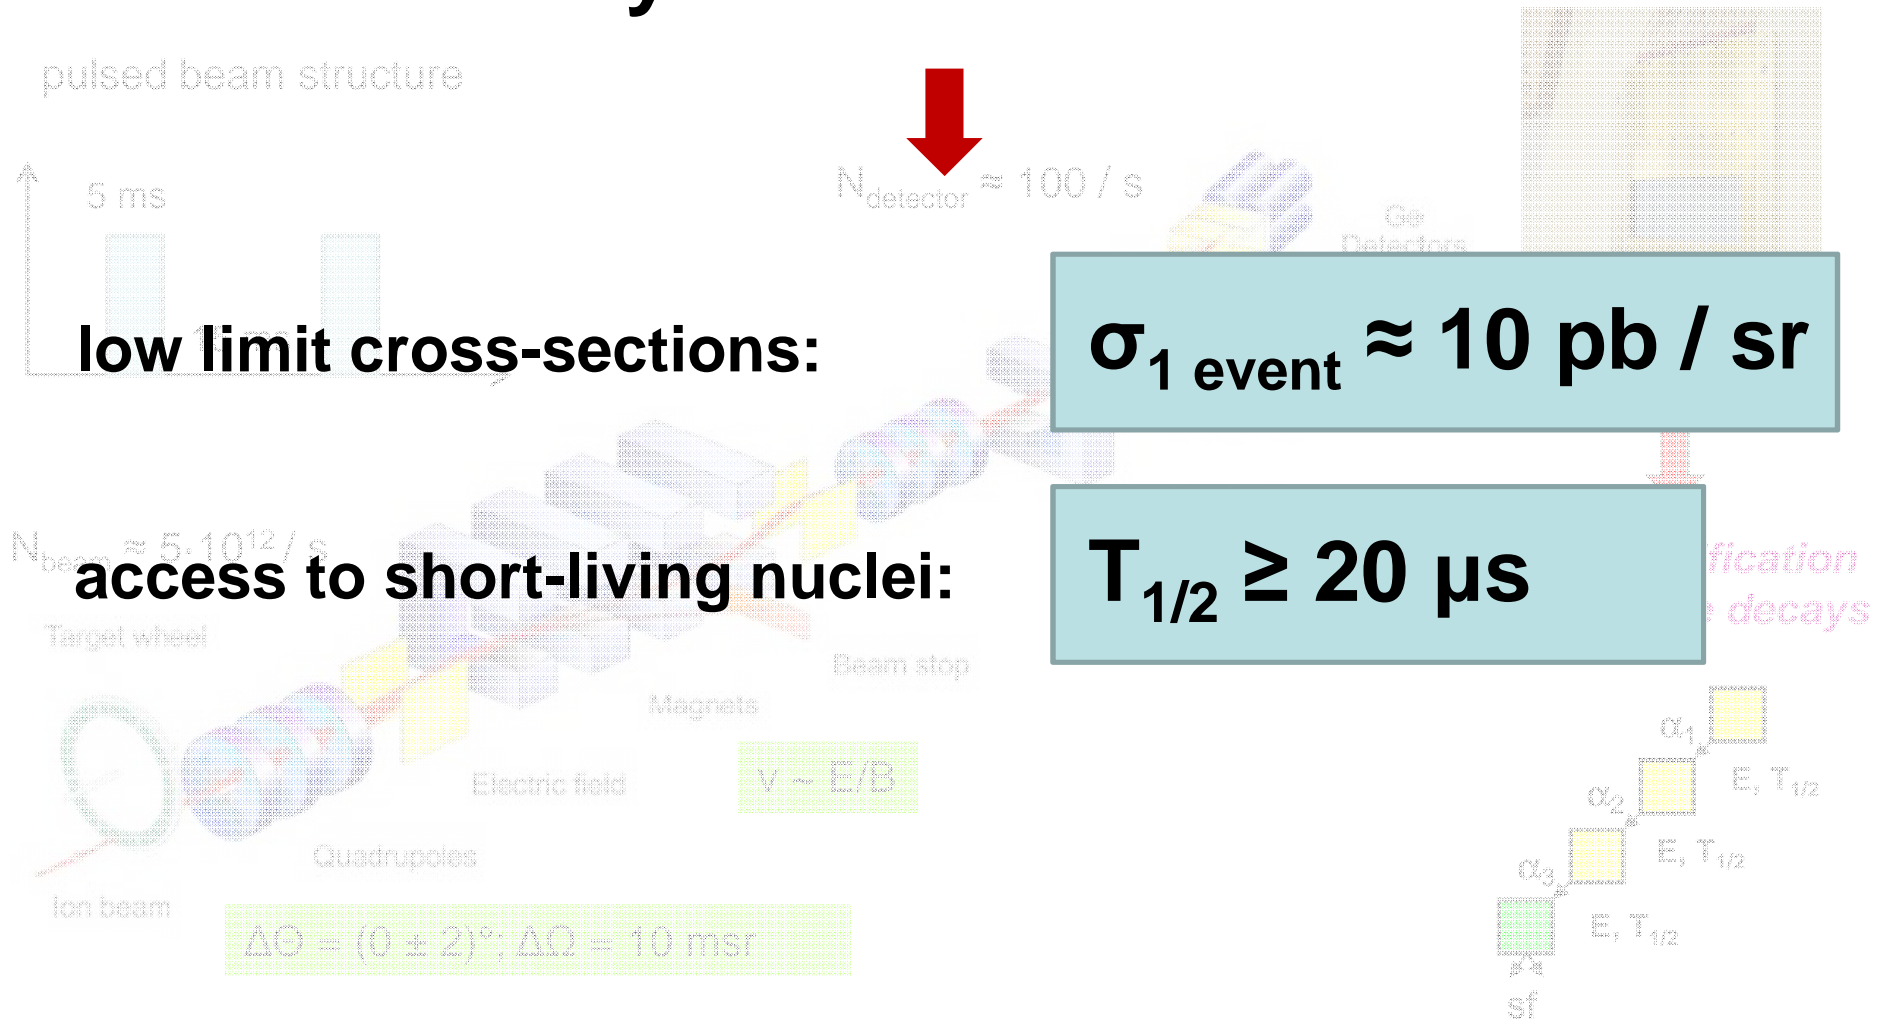 pulsed beam structure
5 ms
N_detector ≈ 100 / s
Ge
Detectors
low limit cross-sections:
σ_1 event ≈ 10 pb / sr
N_beam ≈ 5·10^12 / s
access to short-living nuclei:
T_1/2 ≥ 20 µs
decays
Target wheel
Beam stop
Magnets
Electric field
v ~ E/B
Quadrupoles
Ion beam
ΔΘ = (0 ± 2)°; ΔΩ = 10 msr
α_1
E, T_1/2
α_2
E, T_1/2
α_3
E, T_1/2
sf